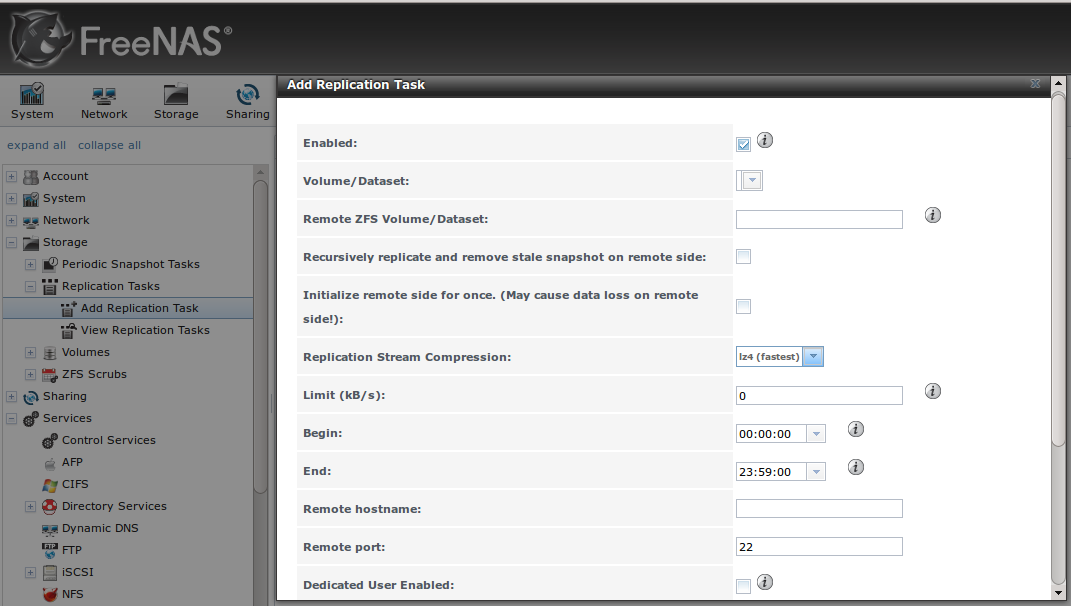 FreeNAS®
System Network Storage Sharing
expand all collapse all
Account
System
Network
Storage
Periodic Snapshot Tasks
Replication Tasks
Add Replication Task
View Replication Tasks
Volumes
ZFS Scrubs
Sharing
Services
Control Services
AFP
CIFS
Directory Services
Dynamic DNS
FTP
iSCSI
NFS
Add Replication Task
Enabled:
Volume/Dataset:
Remote ZFS Volume/Dataset:
Recursively replicate and remove stale snapshot on remote side:
Initialize remote side for once. (May cause data loss on remote
side!):
Replication Stream Compression: lz4 (fastest)
Limit (kB/s): 0
Begin: 00:00:00
End: 23:59:00
Remote hostname:
Remote port: 22
Dedicated User Enabled: